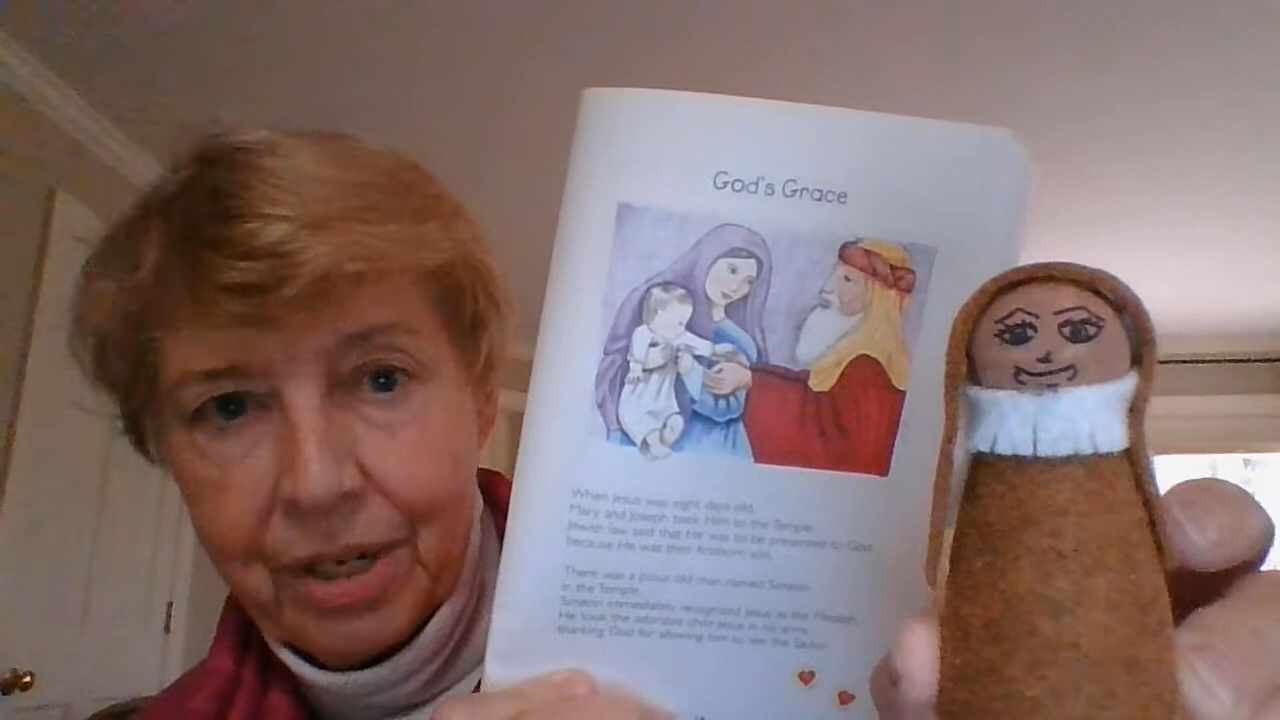 God's Grace
When Jesus was eight days old,
Mary and Joseph took Him to the Temple.
Jewish law said that He was to be presented to God
because He was their firstborn son.
There was a pious old man named Simeon
in the Temple.
Simeon immediately recognized Jesus as the Messiah.
He took the adorable child Jesus in his arms
thanking God for allowing him to see the Savior.